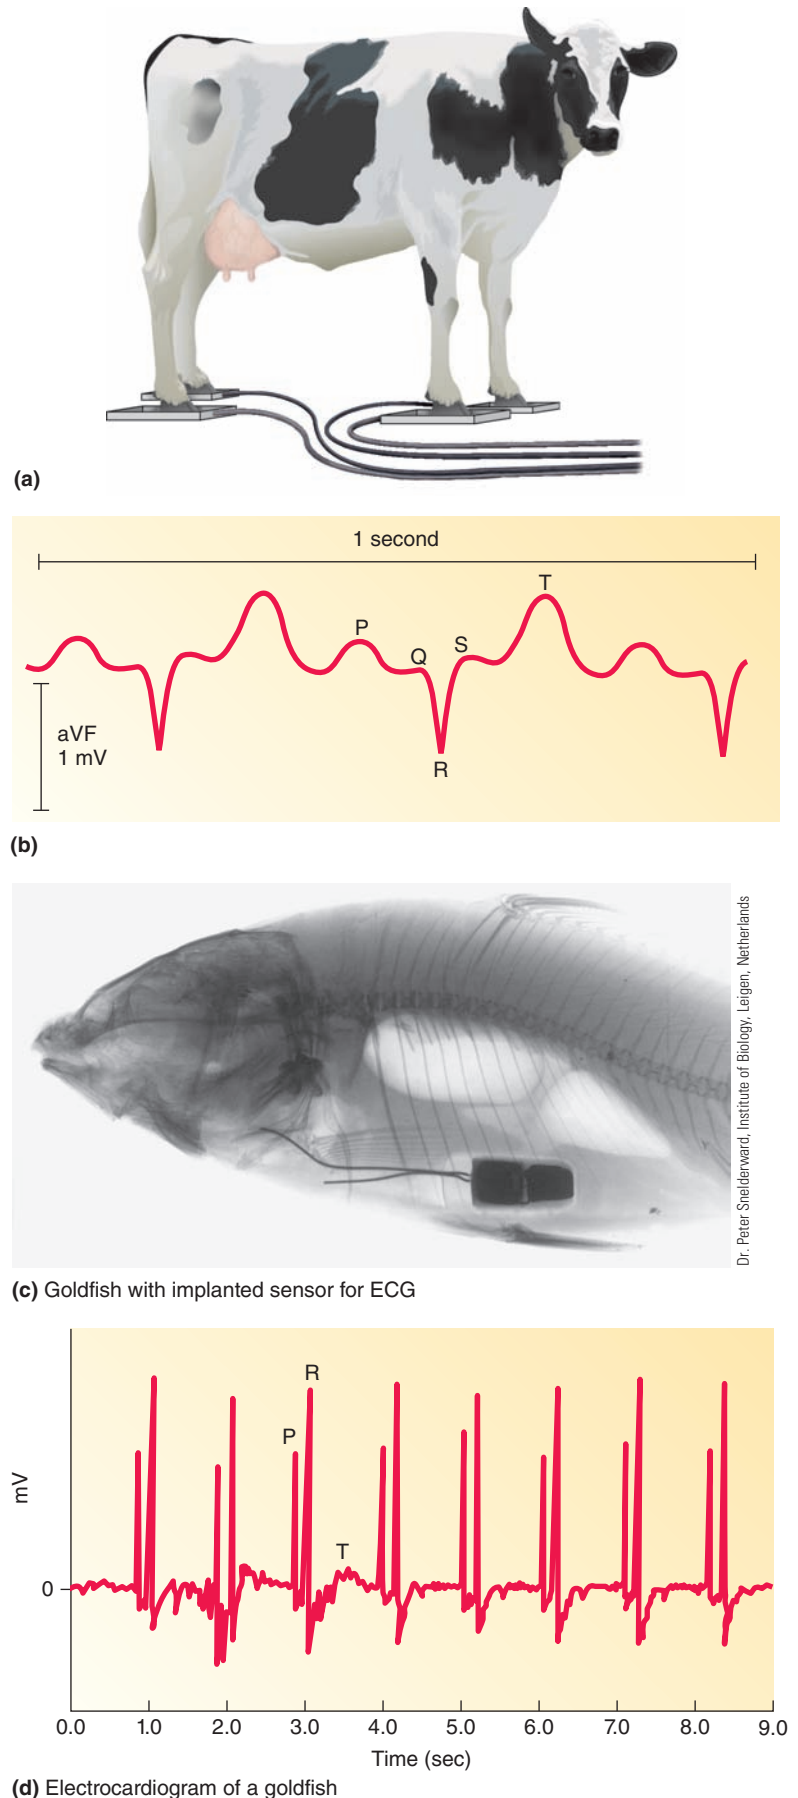 (a)
1 second
T
P
Q
S
aVF
1 mV
R
(b)
Dr. Peter Snelderward, Institute of Biology, Leigen, Netherlands
(c) Goldfish with implanted sensor for ECG
R
P
mV
T
0
0.0 1.0 2.0 3.0 4.0 5.0 6.0 7.0 8.0 9.0
Time (sec)
(d) Electrocardiogram of a goldfish